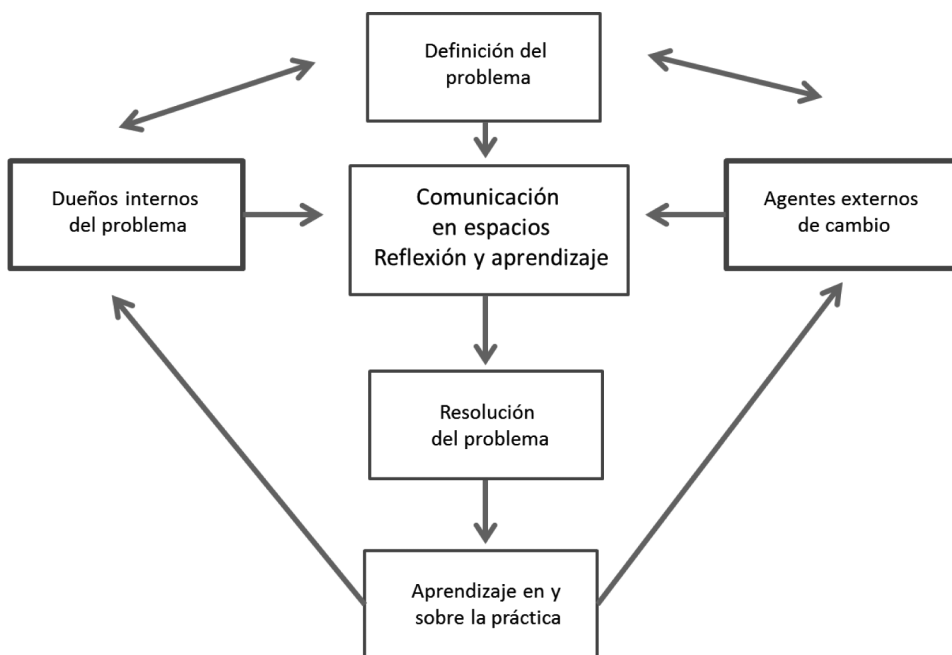 Definición del
problema
Dueños internos
del problema
Comunicación
en espacios
Reflexión y aprendizaje
Agentes externos
de cambio
Resolución
del problema
Aprendizaje en y
sobre la práctica